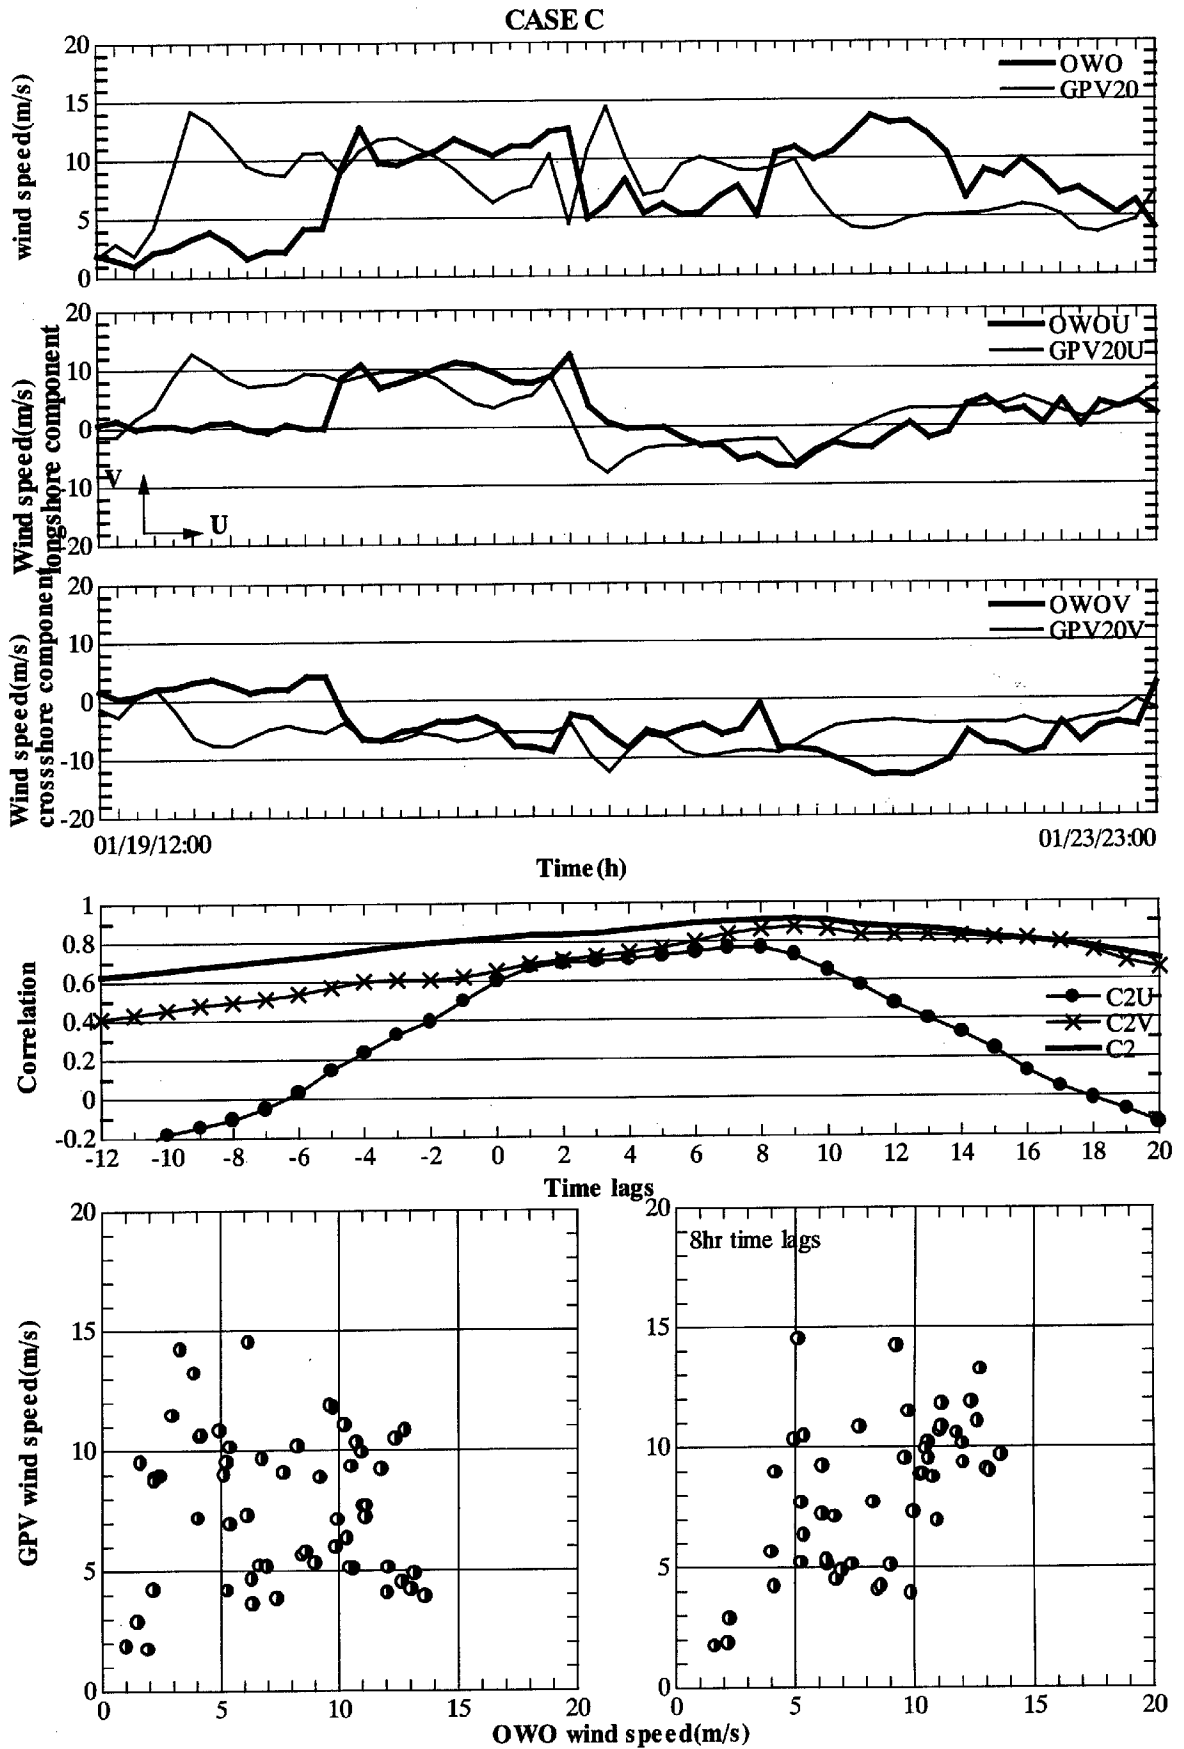 CASE C
20
15
10
5
0
wind speed(m/s)
OWO
GPV20
20
10
0
-10
-20
Wind speed(m/s)
longshore component
OWOU
GPV20U
V
U
20
10
0
-10
-20
Wind speed(m/s)
crossshore component
OWOV
GPV20V
01/19/12:00
01/23/23:00
Time(h)
1
0.8
0.6
0.4
0.2
0
-0.2
Correlation
C2U
C2V
C2
-12 -10 -8 -6 -4 -2 0 2 4 6 8 10 12 14 16 18 20
Time lags
20
15
10
5
0
GPV wind speed(m/s)
0 5 10 15 20
8hr time lags
20
15
10
5
0
0 5 10 15 20
OWO wind speed(m/s)